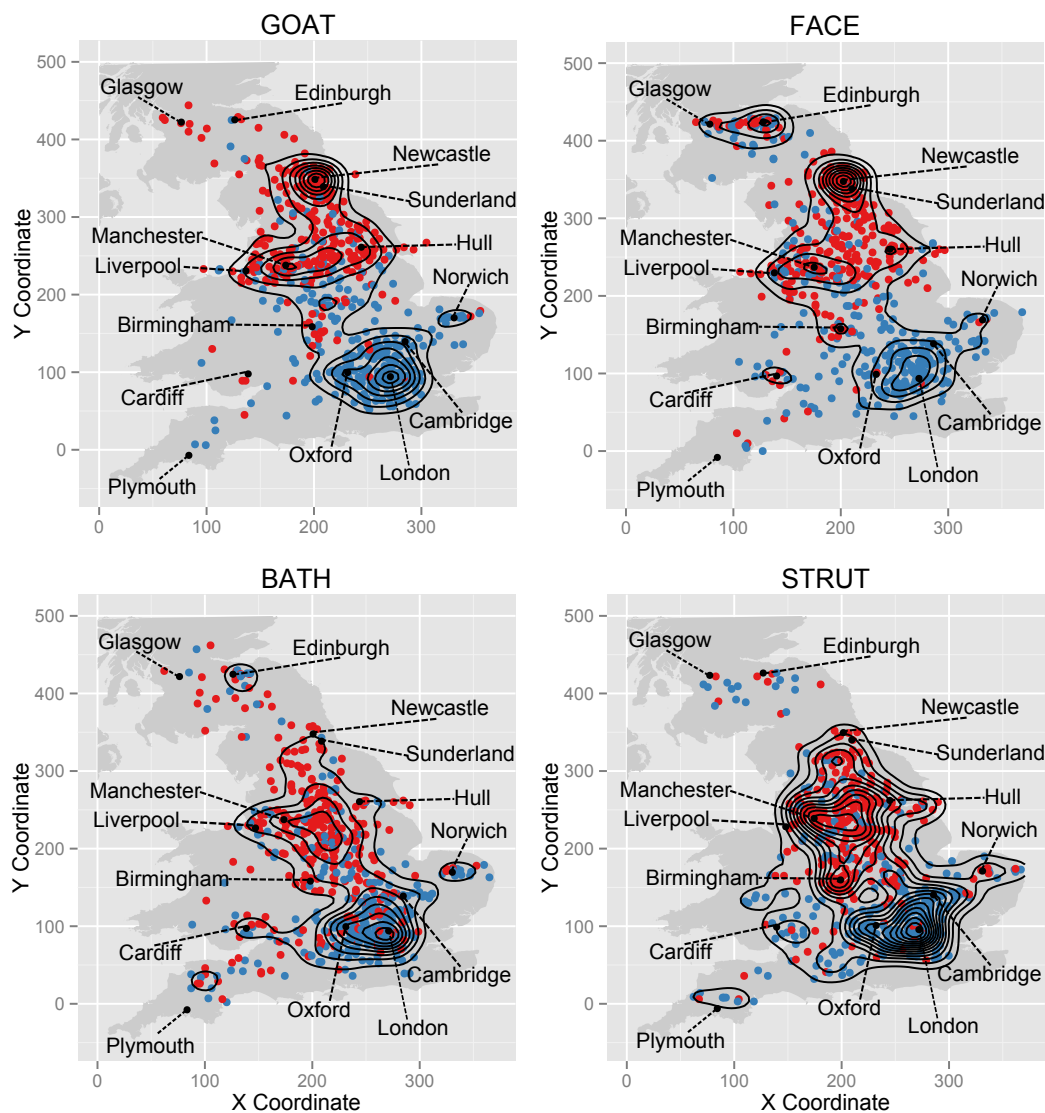 GOAT
500
Glasgow
Edinburgh
400
Newcastle
Sunderland
300
Manchester
Hull
Liverpool
Norwich
200
Birmingham
100
Cardiff
Cambridge
Oxford
0
London
Plymouth
0 100 200 300
Y Coordinate
FACE
500
Glasgow
Edinburgh
400
Newcastle
Sunderland
300
Manchester
Hull
Liverpool
Norwich
200
Birmingham
100
Cardiff
Cambridge
Oxford
0
London
Plymouth
0 100 200 300
Y Coordinate
BATH
500
Glasgow
Edinburgh
400
Newcastle
Sunderland
300
Manchester
Hull
Liverpool
Norwich
200
Birmingham
100
Cardiff
Cambridge
Oxford
0
London
Plymouth
0 100 200 300
X Coordinate
Y Coordinate
STRUT
500
Glasgow
Edinburgh
400
Newcastle
Sunderland
300
Manchester
Hull
Liverpool
Norwich
200
Birmingham
100
Cardiff
Cambridge
Oxford
0
London
Plymouth
0 100 200 300
X Coordinate
Y Coordinate